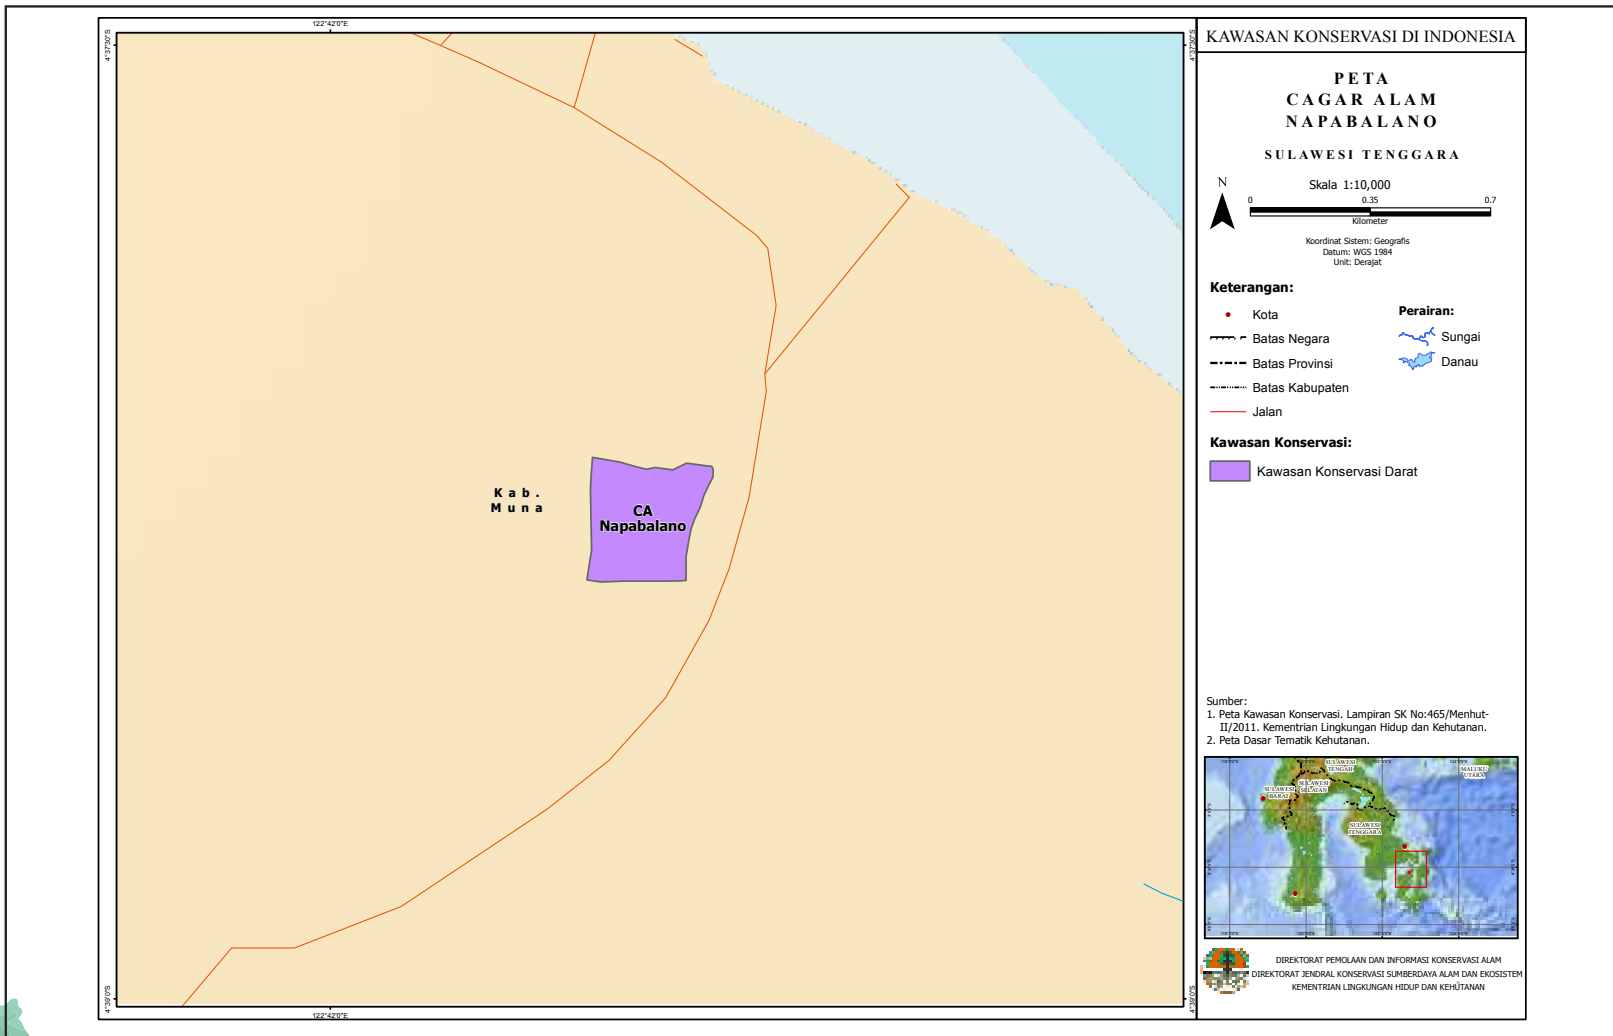 122°42'0"E
4°37'30"S
4°37'30"S
Kab.
Muna
CA
Napabalano
4°39'0"S
4°39'0"S
122°42'0"E
KAWASAN KONSERVASI DI INDONESIA
PETA
CAGAR ALAM
NAPABALANO
SULAWESI TENGGARA
N
Skala 1:10,000
0 0.35 0.7
Kilometer
Koordinat Sistem: Geografis
Datum: WGS 1984
Unit: Derajat
Keterangan:
Kota
Batas Negara
Batas Provinsi
Batas Kabupaten
Jalan
Perairan:
Sungai
Danau
Kawasan Konservasi:
Kawasan Konservasi Darat
Sumber:
1. Peta Kawasan Konservasi. Lampiran SK No:465/Menhut-
II/2011. Kementrian Lingkungan Hidup dan Kehutanan.
2. Peta Dasar Tematik Kehutanan.
SULAWESI
TENGAH
MALUKU
UTARA
SULAWESI
BARAT
SULAWESI
SELATAN
SULAWESI
TENGGARA
DIREKTORAT PEMOLAAN DAN INFORMASI KONSERVASI ALAM
DIREKTORAT JENDRAL KONSERVASI SUMBERDAYA ALAM DAN EKOSISTEM
KEMENTRIAN LINGKUNGAN HIDUP DAN KEHUTANAN